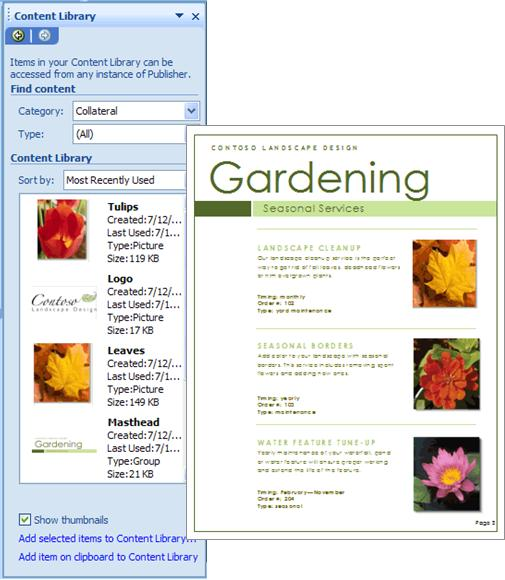 Content Library
Items in your Content Library can be
accessed from any instance of Publisher.
Find content
Category: Collateral
Type: (All)
Content Library
Sort by: Most Recently Used
Tulips
Created:7/12/...
Last Used:7/1...
Type:Picture
Size:119 KB
Contoso
Landscape Design
Logo
Created:7/12/...
Last Used:7/1...
Type:Picture
Size:17 KB
Leaves
Created:7/12/...
Last Used:7/1...
Type:Picture
Size:149 KB
Gardening
Masthead
Created:7/12/...
Last Used:7/1...
Type:Group
Size:21 KB
Show thumbnails
Add selected items to Content Library...
Add item on clipboard to Content Library
CONTOSO LANDSCAPE DESIGN
Gardening
Seasonal Services
LANDSCAPE CLEANUP
Our landscape cleanup service is the perfect
way to get rid of fall leaves, deadhead flowers
or trim overgrown plants.
Timing: monthly
Order #: 102
Type: yard maintenance
SEASONAL BORDERS
Add color to your landscape with seasonal
borders. This service includes removing spent
flowers and adding new ones.
Timing: yearly
Order #: 103
Type: maintenance
WATER FEATURE TUNE-UP
Yearly maintenance of your waterfall, pond
or water feature will ensure proper working
and extend the life of the feature.
Timing: February—November
Order #: 204
Type: seasonal
Page 3